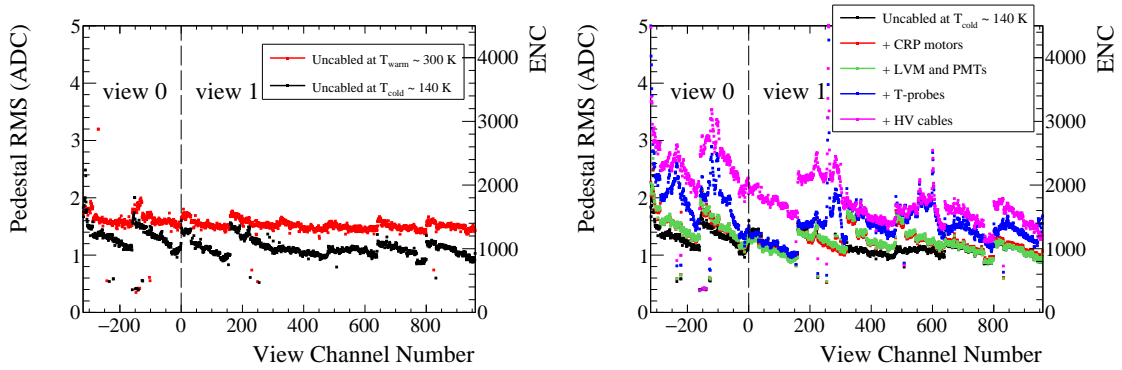 Pedestal RMS (ADC)
5
4
3
2
1
0
view 0
view 1
Uncabled at T_warm ~ 300 K
Uncabled at T_cold ~ 140 K
ENC
4000
3000
2000
1000
0
−200 0 200 400 600 800
View Channel Number
Pedestal RMS (ADC)
5
4
3
2
1
0
view 0
view 1
Uncabled at T_cold ~ 140 K
+ CRP motors
+ LVM and PMTs
+ T-probes
+ HV cables
ENC
4000
3000
2000
1000
0
−200 0 200 400 600 800
View Channel Number